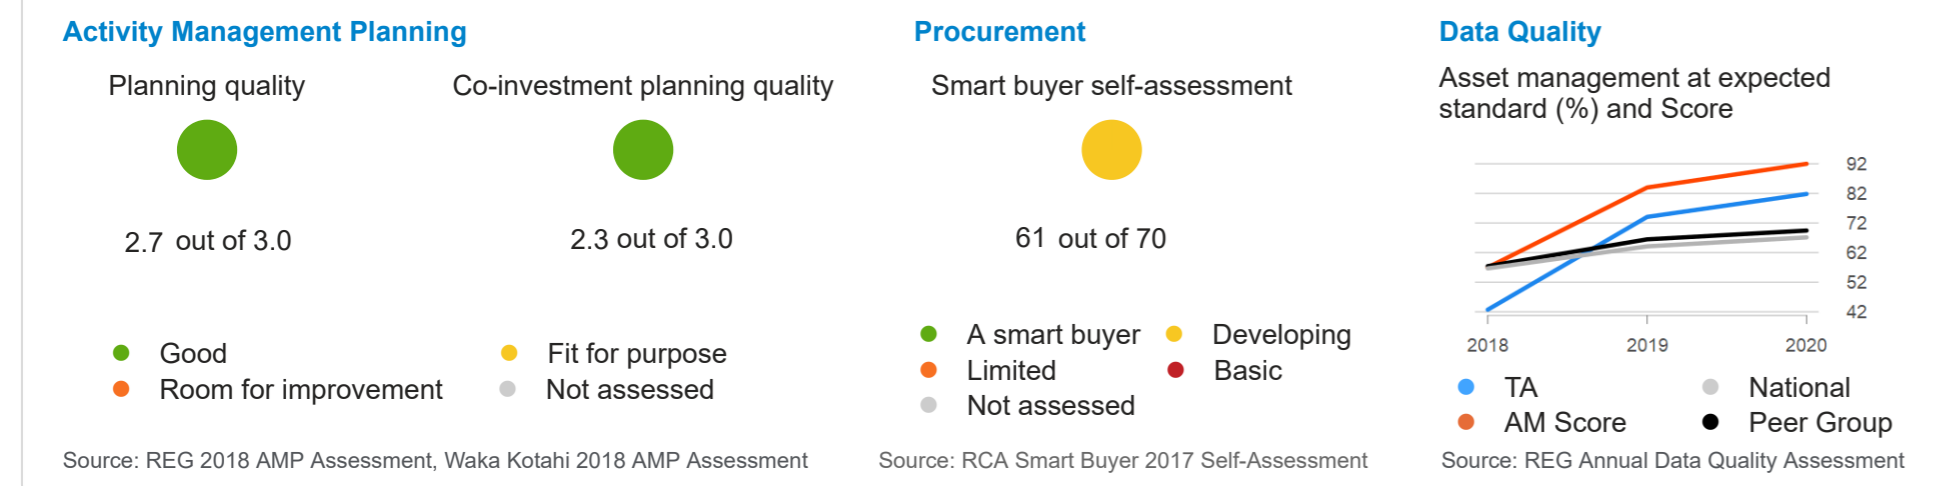 Activity Management Planning
Planning quality
Co-investment planning quality
2.7 out of 3.0
2.3 out of 3.0
Good
Fit for purpose
Room for improvement
Not assessed
Source: REG 2018 AMP Assessment, Waka Kotahi 2018 AMP Assessment
Procurement
Smart buyer self-assessment
61 out of 70
A smart buyer
Developing
Limited
Basic
Not assessed
Source: RCA Smart Buyer 2017 Self-Assessment
Data Quality
Asset management at expected
standard (%) and Score
92
82
72
62
52
42
2018 2019 2020
TA
National
AM Score
Peer Group
Source: REG Annual Data Quality Assessment